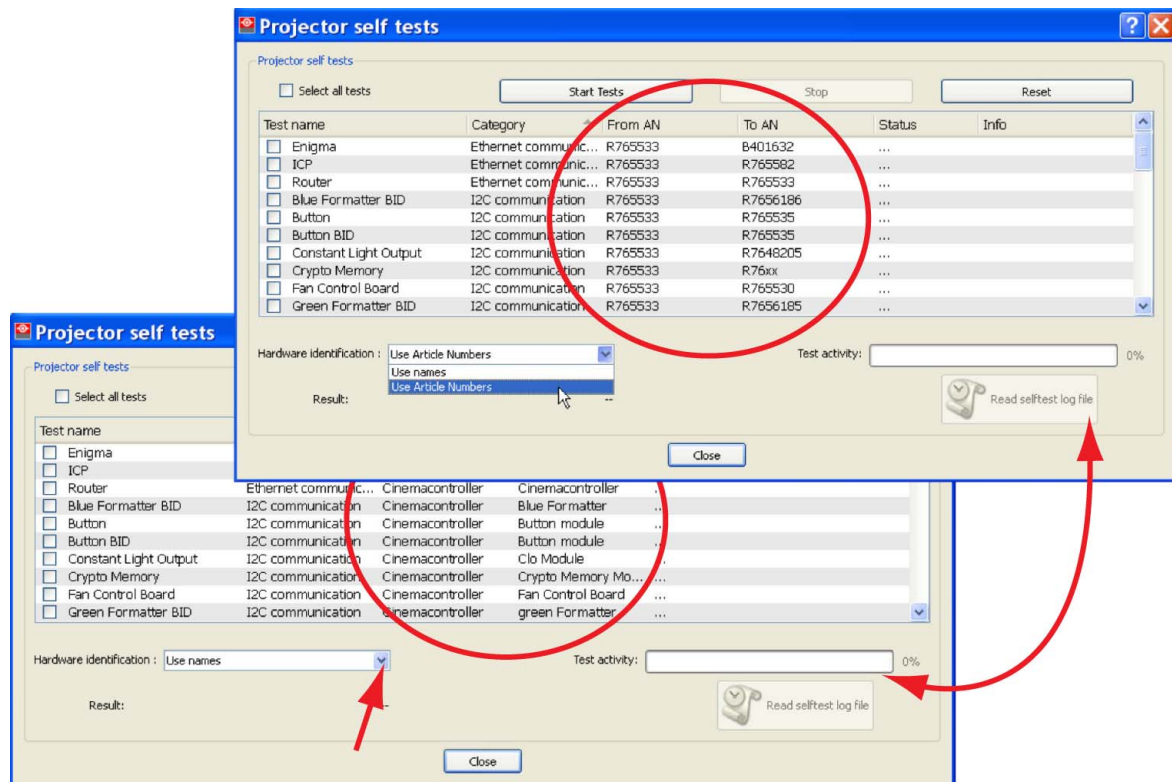 Projector self tests
Projector self tests
Select all tests Start Tests Stop Reset
Test name Category From AN To AN Status Info
Enigma Ethernet communic... R765533 B401632 ...
ICP Ethernet communic... R765533 R765582 ...
Router Ethernet communic... R765533 R765533 ...
Blue Formatter BID I2C communication R765533 R7656186 ...
Button I2C communication R765533 R765535 ...
Button BID I2C communication R765533 R765535 ...
Constant Light Output I2C communication R765533 R7648205 ...
Crypto Memory I2C communication R765533 R76xx ...
Fan Control Board I2C communication R765533 R765530 ...
Green Formatter BID I2C communication R765533 R7656185 ...
Hardware identification : Use Article Numbers Test activity: 0%
Use names
Use Article Numbers
Result: -- Read selftest log file
Close
Projector self tests
Projector self tests
Select all tests
Test name
Enigma
ICP
Router Ethernet communic... Cinemacontroller Cinemacontroller ...
Blue Formatter BID I2C communication Cinemacontroller Blue Formatter ...
Button I2C communication Cinemacontroller Button module ...
Button BID I2C communication Cinemacontroller Button module ...
Constant Light Output I2C communication Cinemacontroller Clo Module ...
Crypto Memory I2C communication Cinemacontroller Crypto Memory Mo... ...
Fan Control Board I2C communication Cinemacontroller Fan Control Board ...
Green Formatter BID I2C communication Cinemacontroller green Formatter ...
Hardware identification : Use names Test activity: 0%
Result: -- Read selftest log file
Close